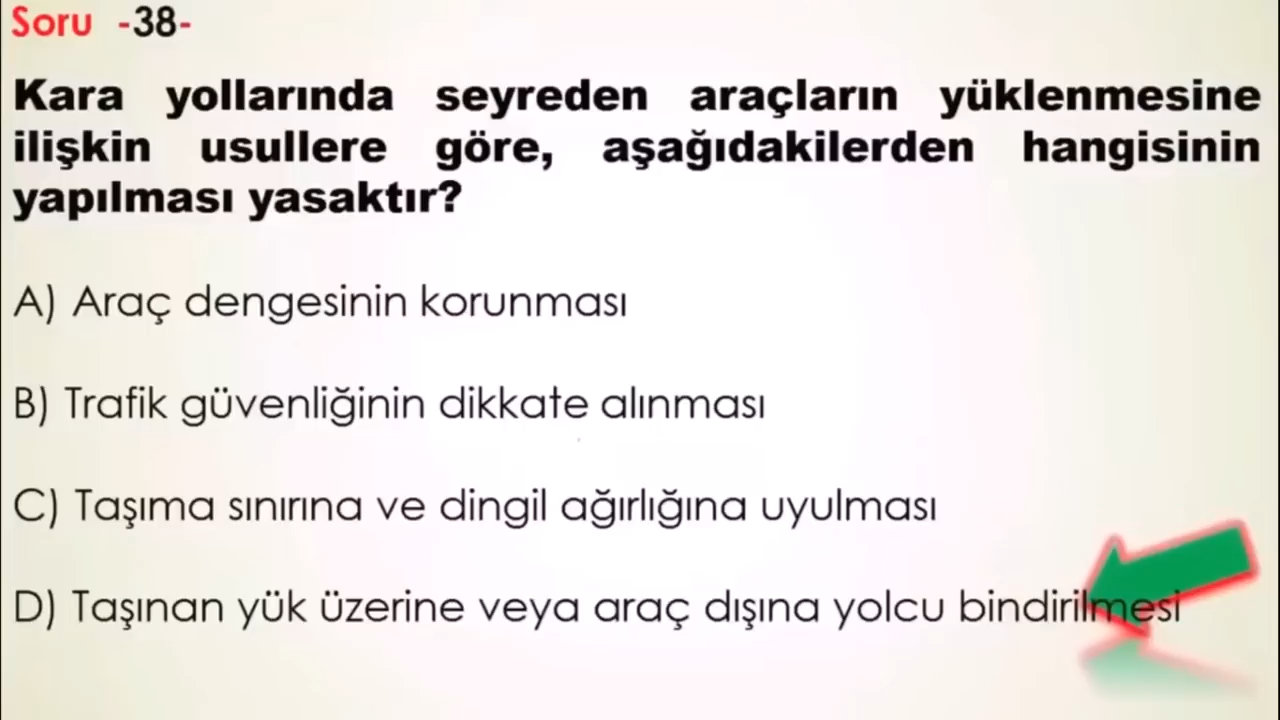 Soru -38-
Kara yollarında seyreden araçların yüklenmesine
ilişkin usullere göre, aşağıdakilerden hangisinin
yapılması yasaktır?
A) Araç dengesinin korunması
B) Trafik güvenliğinin dikkate alınması
C) Taşıma sınırına ve dingil ağırlığına uyulması
D) Taşınan yük üzerine veya araç dışına yolcu bindirilmesi